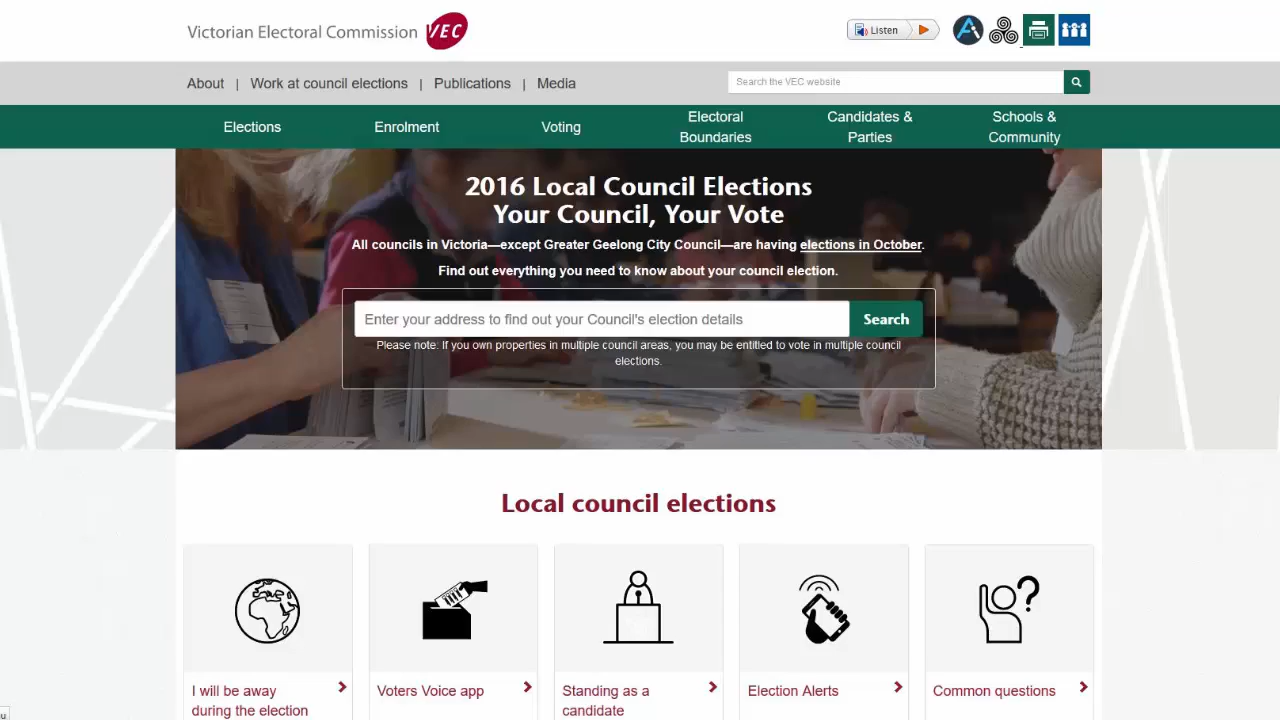 Victorian Electoral Commission VEC
Listen
About | Work at council elections | Publications | Media
Search the VEC website
Elections
Enrolment
Voting
Electoral
Boundaries
Candidates &
Parties
Schools &
Community
2016 Local Council Elections
Your Council, Your Vote
All councils in Victoria—except Greater Geelong City Council—are having elections in October.
Find out everything you need to know about your council election.
Enter your address to find out your Council's election details
Search
Please note: If you own properties in multiple council areas, you may be entitled to vote in multiple council
elections.
Local council elections
I will be away
during the election
Voters Voice app
Standing as a
candidate
Election Alerts
Common questions